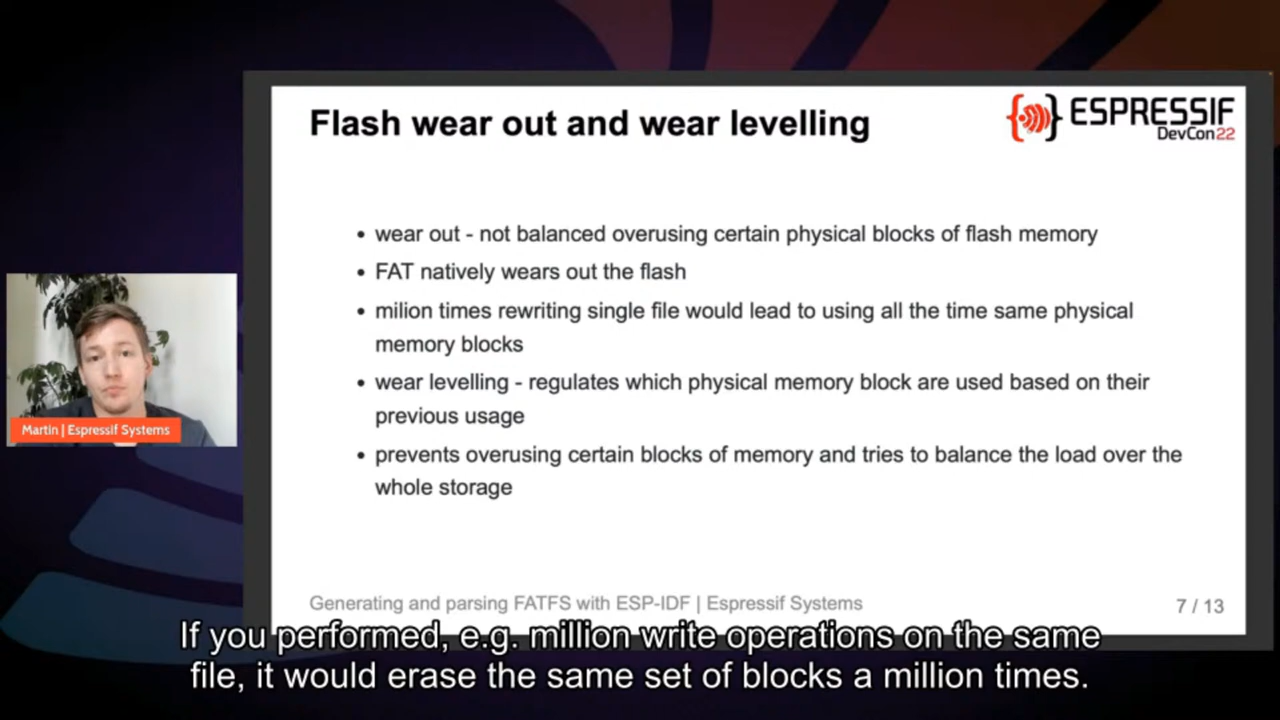 Flash wear out and wear levelling
ESPRESSIF
DevCon22
• wear out - not balanced overusing certain physical blocks of flash memory
• FAT natively wears out the flash
• milion times rewriting single file would lead to using all the time same physical
memory blocks
• wear levelling - regulates which physical memory block are used based on their
previous usage
• prevents overusing certain blocks of memory and tries to balance the load over the
whole storage
Martin | Espressif Systems
Generating and parsing FATFS with ESP-IDF | Espressif Systems
7 / 13
If you performed, e.g. million write operations on the same
file, it would erase the same set of blocks a million times.